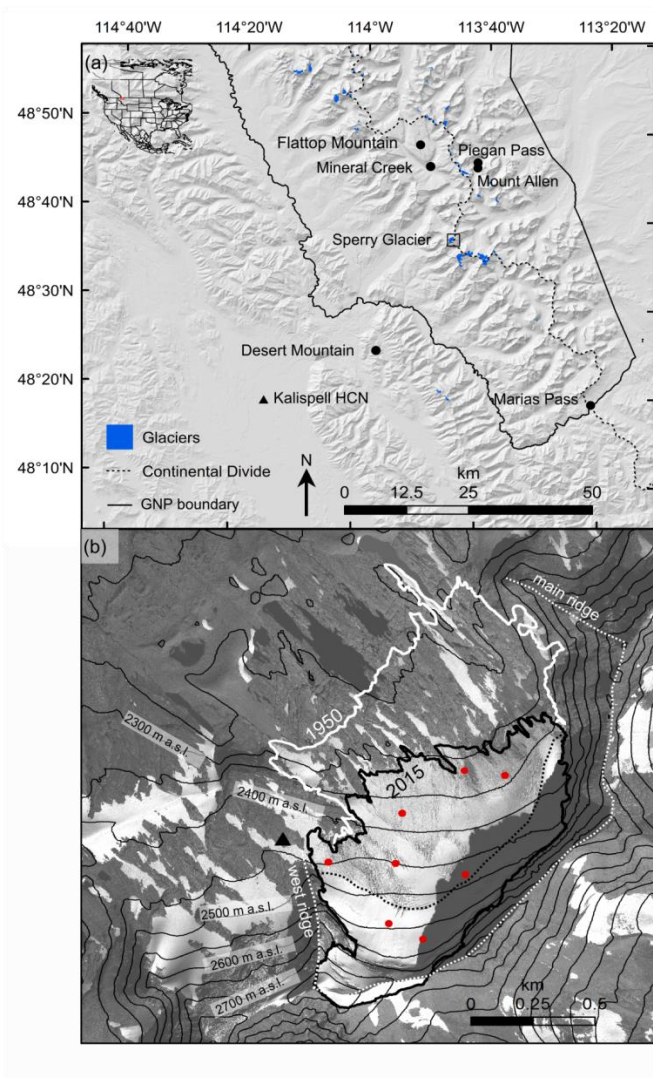 114°40'W
114°20'W
114°W
113°40'W
113°20'W
(a)
48°50'N
Flattop Mountain
Piegan Pass
Mineral Creek
Mount Allen
48°40'N
Sperry Glacier
48°30'N
Desert Mountain
48°20'N
Kalispell HCN
Marias Pass
Glaciers
48°10'N
Continental Divide
N
km
GNP boundary
0 12.5 25 50
(b)
main ridge
1950
2300 m a.s.l.
2015
2400 m a.s.l.
west ridge
2500 m a.s.l.
2600 m a.s.l.
2700 m a.s.l.
km
0 0.25 0.5